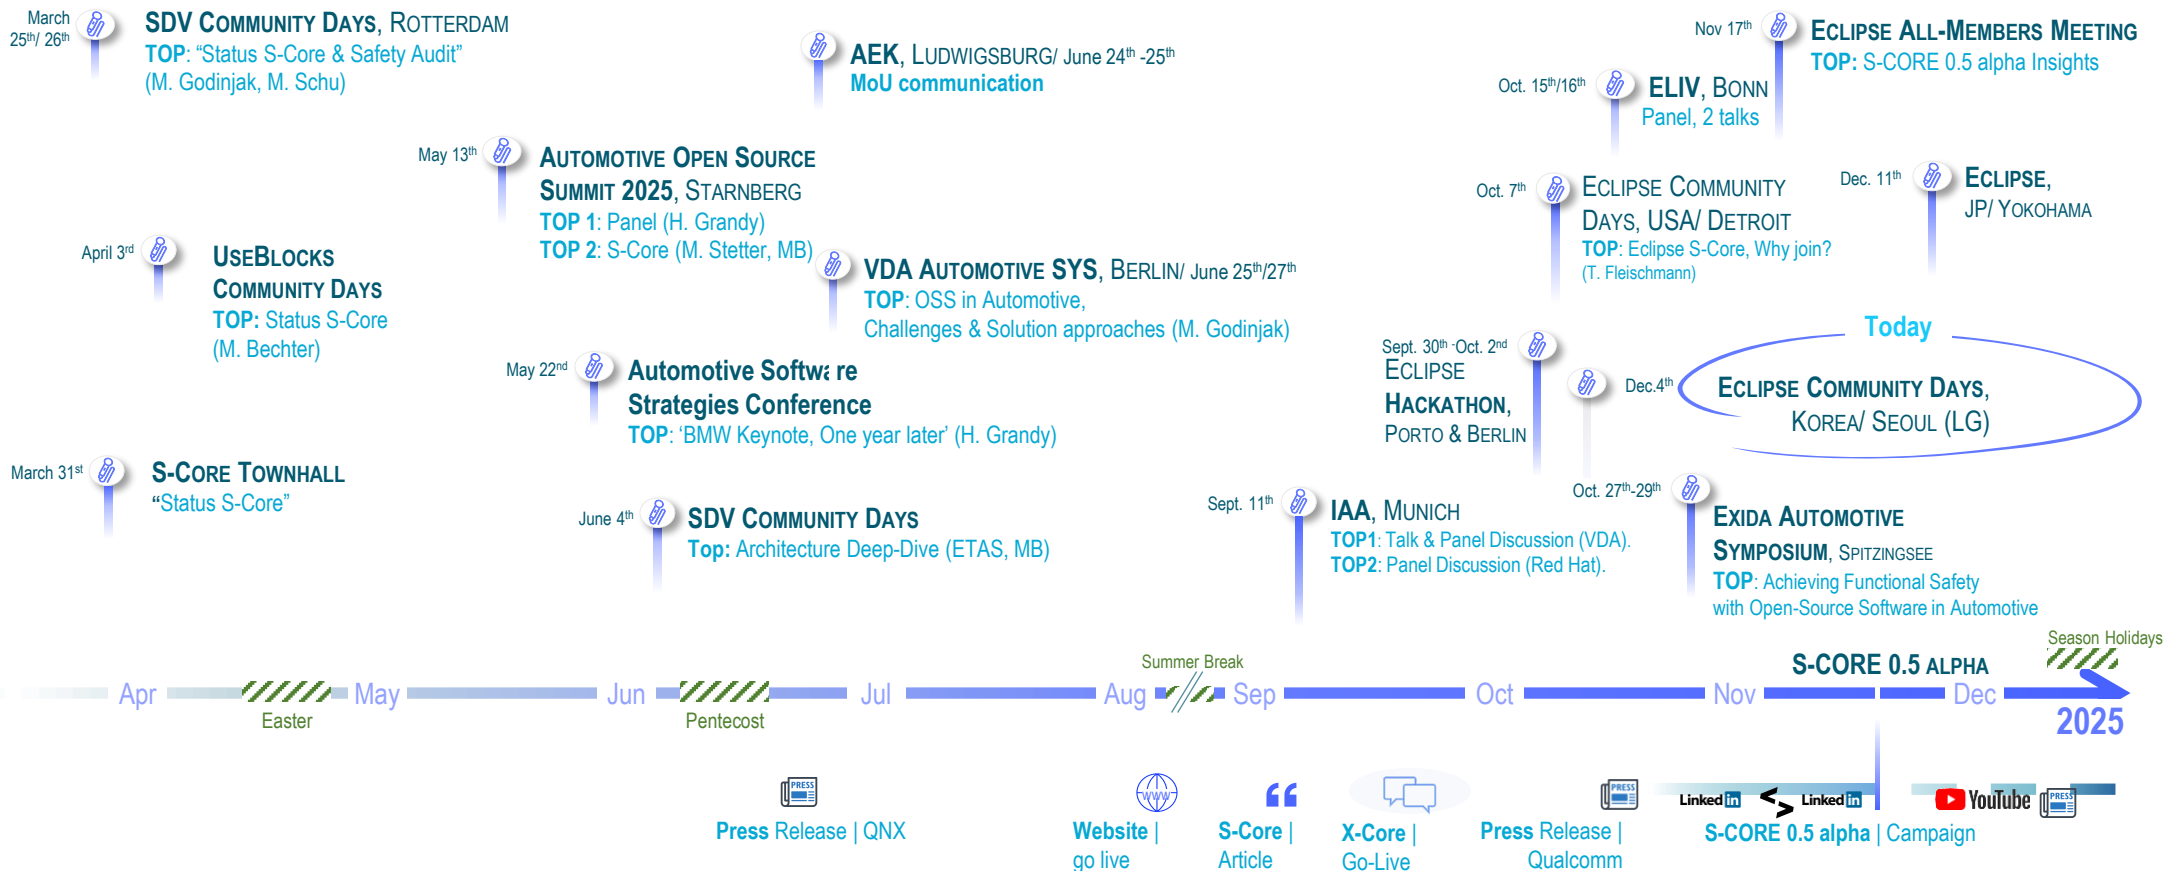 March
25th/ 26th
SDV COMMUNITY DAYS, ROTTERDAM
TOP: “Status S-Core & Safety Audit”
(M. Godinjak, M. Schu)
AEK, LUDWIGSBURG/ June 24th -25th
MoU communication
Nov 17th
ECLIPSE ALL-MEMBERS MEETING
TOP: S-CORE 0.5 alpha Insights
Oct. 15th/16th
ELIV, BONN
Panel, 2 talks
May 13th
AUTOMOTIVE OPEN SOURCE
SUMMIT 2025, STARNBERG
TOP 1: Panel (H. Grandy)
TOP 2: S-Core (M. Stetter, MB)
Oct. 7th
ECLIPSE COMMUNITY
DAYS, USA/ DETROIT
TOP: Eclipse S-Core, Why join?
(T. Fleischmann)
Dec. 11th
ECLIPSE,
JP/ YOKOHAMA
April 3rd
USEBLOCKS
COMMUNITY DAYS
TOP: Status S-Core
(M. Bechter)
VDA AUTOMOTIVE SYS, BERLIN/ June 25th/27th
TOP: OSS in Automotive,
Challenges & Solution approaches (M. Godinjak)
May 22nd
Automotive Software
Strategies Conference
TOP: ‘BMW Keynote, One year later’ (H. Grandy)
Sept. 30th -Oct. 2nd
ECLIPSE
HACKATHON,
PORTO & BERLIN
Today
Dec.4th
ECLIPSE COMMUNITY DAYS,
KOREA/ SEOUL (LG)
March 31st
S-CORE TOWNHALL
“Status S-Core”
June 4th
SDV COMMUNITY DAYS
Top: Architecture Deep-Dive (ETAS, MB)
Sept. 11th
IAA, MUNICH
TOP1: Talk & Panel Discussion (VDA).
TOP2: Panel Discussion (Red Hat).
Oct. 27th-29th
EXIDA AUTOMOTIVE
SYMPOSIUM, SPITZINGSEE
TOP: Achieving Functional Safety
with Open-Source Software in Automotive
Season Holidays
Summer Break
S-CORE 0.5 ALPHA
Apr May Jun Jul Aug Sep Oct Nov Dec
Easter
Pentecost
2025
PRESS
Press Release | QNX
WWW
Website |
go live
S-Core |
Article
X-Core |
Go-Live
PRESS
Press Release |
Qualcomm
Linked in <> Linked in
YouTube
PRESS
S-CORE 0.5 alpha | Campaign